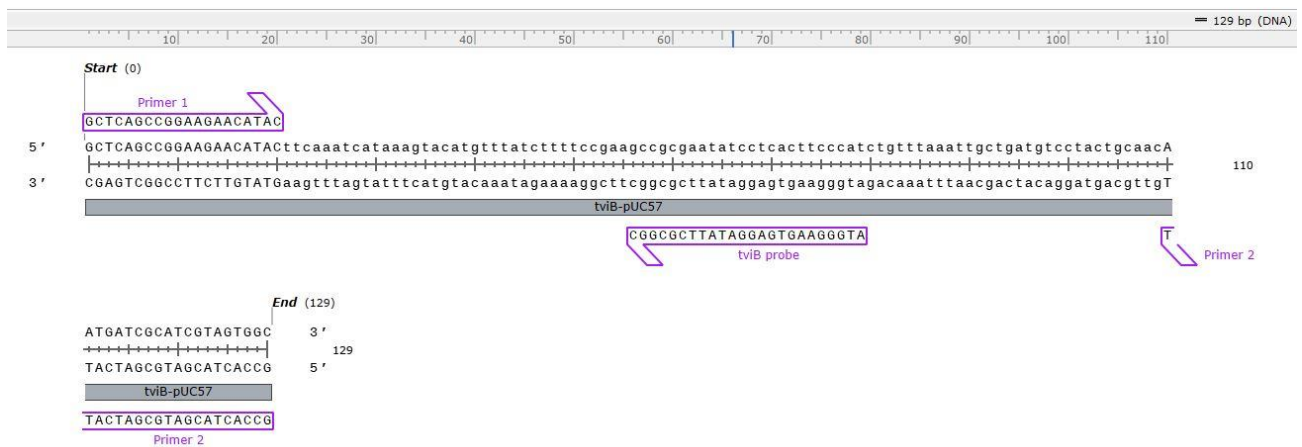 129 bp (DNA)
10 20 30 40 50 60 70 80 90 100 110
Start (0)
Primer 1
GCTCAGCCGGAAGAACATAC
5' GCTCAGCCGGAAGAACATACttcaaatcataaagtacatgtttatcttttccgaagccgcgaatatcctcacttcccatctgtttaaattgctgatgtcctactgcaacA
110
3' CGAGTCGGCCTTCTTGTATGaagtttagtatttcatgtacaaatagaaaaggcttcggcgcttataggagtgaagggtagacaaatttaacgactacaggatgacgttgT
tviB-pUC57
CGGCGCTTATAGGAGTGAAGGGTA T
tviB probe Primer 2
End (129)
ATGATCGCATCGTAGTGGC 3'
129
TACTAGCGTAGCATCACCG 5'
tviB-pUC57
TACTAGCGTAGCATCACCG
Primer 2